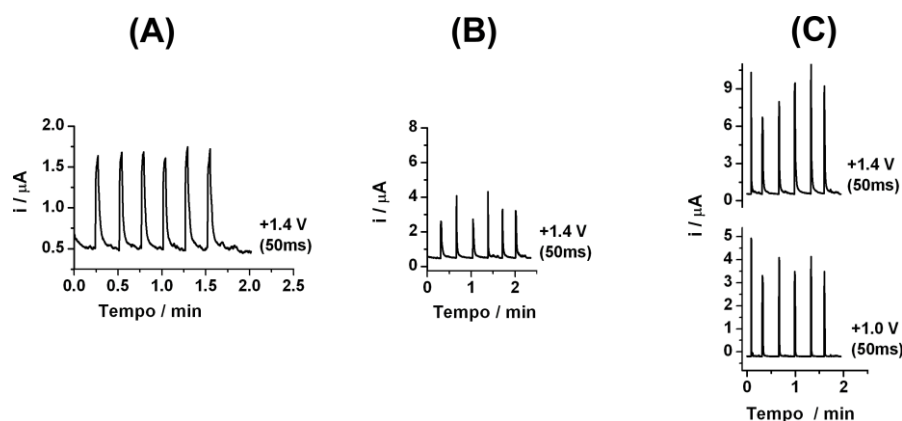 (A)
2.0
1.5
1.0
0.5
i / µA
+1.4 V
(50ms)
0.0 0.5 1.0 1.5 2.0 2.5
Tempo / min
(B)
8
6
4
2
0
i / µA
+1.4 V
(50ms)
0 1 2
Tempo / min
(C)
9
6
3
0
i / µA
+1.4 V
(50ms)
5
4
3
2
1
0
i / µA
+1.0 V
(50ms)
0 1 2
Tempo / min